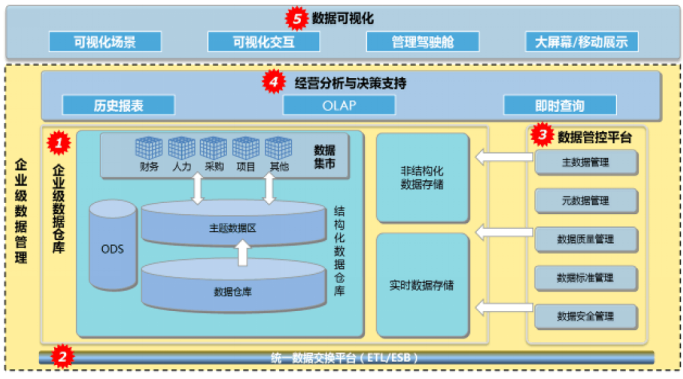 5 数据可视化
可视化场景
可视化交互
管理驾驶舱
大屏幕/移动展示
4 经营分析与决策支持
历史报表
OLAP
即时查询
企业级数据管理
1
企业级数据仓库
财务
人力
采购
项目
其他
数据
集市
主题数据区
ODS
数据仓库
结构化数据仓库
非结构化
数据存储
实时数据存储
3 数据管控平台
主数据管理
元数据管理
数据质量管理
数据标准管理
数据安全管理
2
统一数据交换平台（ETL/ESB）